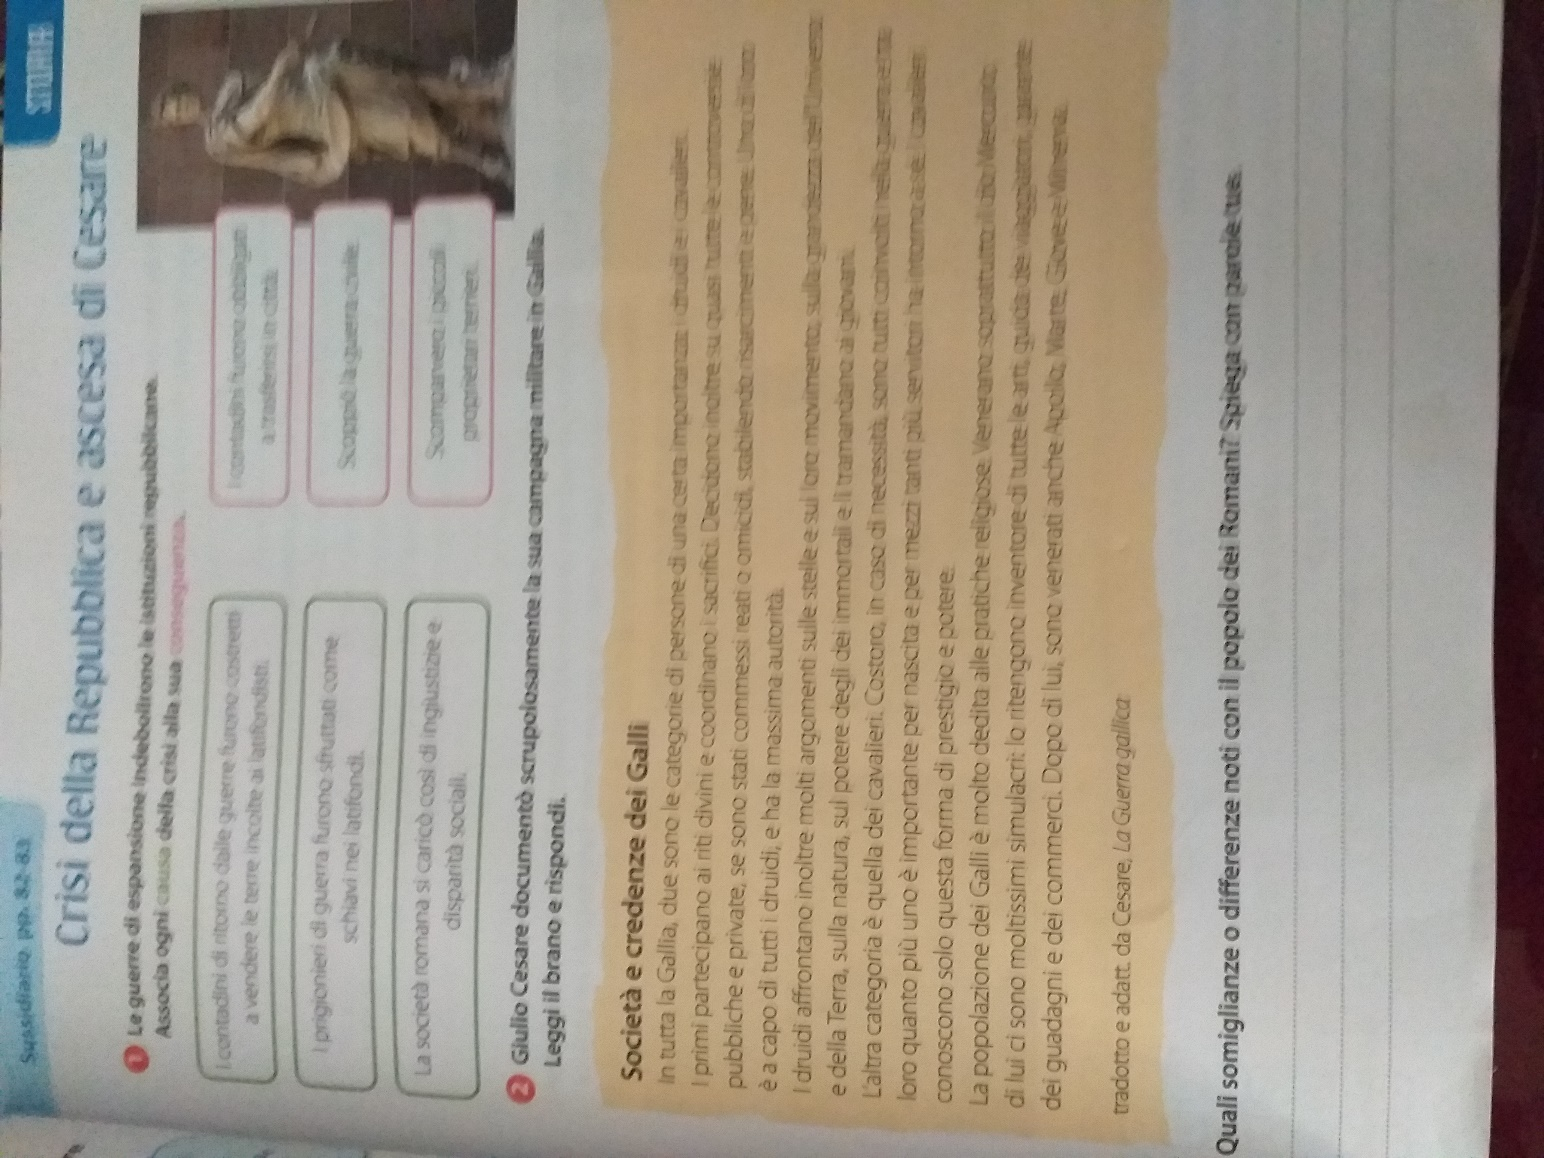 Sussidiario pp. 82-83
STORIA
Crisi della Repubblica e ascesa di Cesare
1 Le guerre di espansione indebolirono le istituzioni repubblicane.
Associa ogni causa della crisi alla sua conseguenza.
I contadini di ritorno dalle guerre furono costretti
a vendere le terre incolte ai latifondisti.
I contadini furono obbligati
a trasferirsi in città.
I prigionieri di guerra furono sfruttati come
schiavi nei latifondi.
Scoppiò la guerra civile.
La società romana si caricò così di ingiustizie e
disparità sociali.
Scomparvero i piccoli
proprietari terrieri.
2 Giulio Cesare documentò scrupolosamente la sua campagna militare in Gallia.
Leggi il brano e rispondi.
Società e credenze dei Galli
In tutta la Gallia, due sono le categorie di persone di una certa importanza: i druidi e i cavalieri.
I primi partecipano ai riti divini e coordinano i sacrifici. Decidono inoltre su quasi tutte le controversie
pubbliche e private, se sono stati commessi reati o omicidi, stabilendo risarcimenti e pene. Uno di loro
è a capo di tutti i druidi, e ha la massima autorità.
I druidi affrontano inoltre molti argomenti sulle stelle e sul loro movimento, sulla grandezza dell'Universo
e della Terra, sulla natura, sul potere degli dei immortali e li tramandano ai giovani.
L'altra categoria è quella dei cavalieri. Costoro, in caso di necessità, sono tutti coinvolti nella guerra e ciascuno
loro quanto più uno è importante per nascita e per mezzi tanti più servitori ha intorno a sé. I cavalieri
conoscono solo questa forma di prestigio e potere.
La popolazione dei Galli è molto dedita alle pratiche religiose. Venerano soprattutto il dio Mercurio;
di lui ci sono moltissimi simulacri: lo ritengono inventore di tutte le arti, guida dei viaggiatori, garante
dei guadagni e dei commerci. Dopo di lui, sono venerati anche Apollo, Marte, Giove e Minerva.
tradotto e adatt. da Cesare, La Guerra gallica
Quali somiglianze o differenze noti con il popolo dei Romani? Spiega con parole tue.